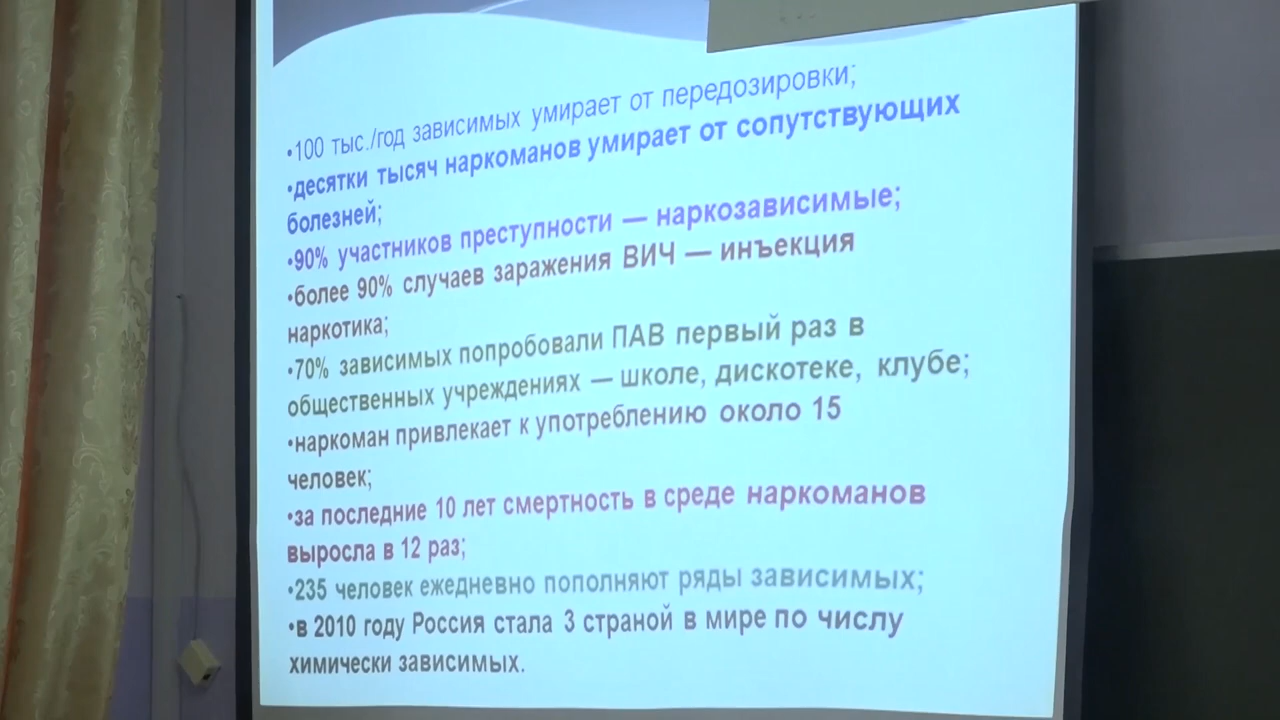 •100 тыс./год зависимых умирает от передозировки;
•десятки тысяч наркоманов умирает от сопутствующих
болезней;
•90% участников преступности — наркозависимые;
•более 90% случаев заражения ВИЧ — инъекция
наркотика;
•70% зависимых попробовали ПАВ первый раз в
общественных учреждениях — школе, дискотеке, клубе;
•наркоман привлекает к употреблению около 15
человек;
•за последние 10 лет смертность в среде наркоманов
выросла в 12 раз;
•235 человек ежедневно пополняют ряды зависимых;
•в 2010 году Россия стала 3 страной в мире по числу
химически зависимых.